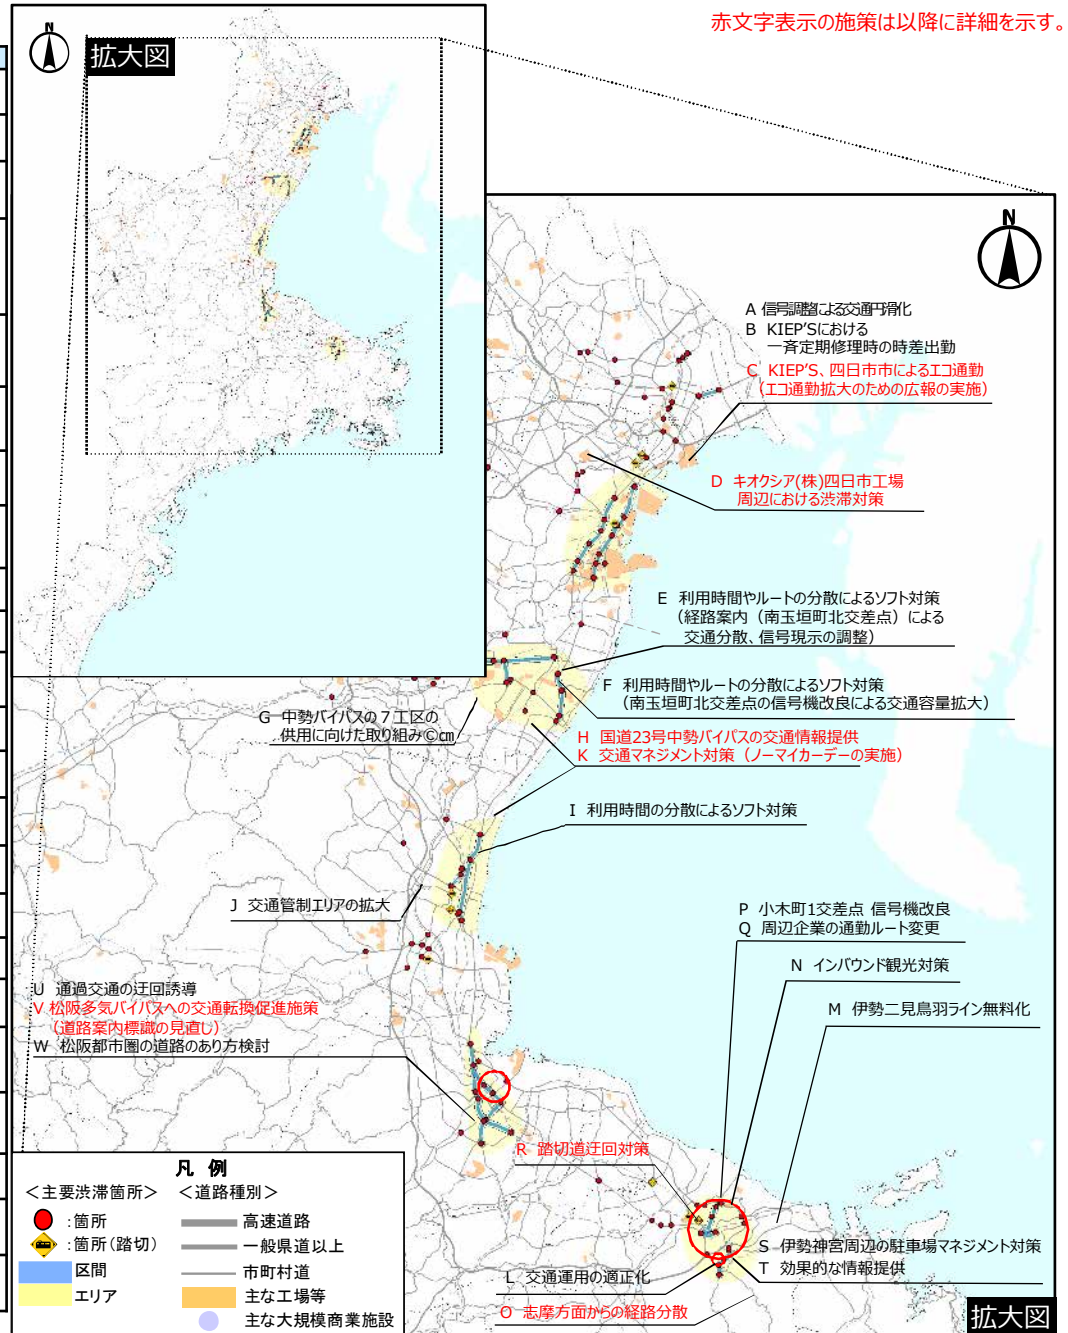 赤文字表示の施策は以降に詳細を示す。
N
拡大図
N
A 信号調整による交通円滑化
B KIEP'Sにおける
一斉定期修理時の時差出勤
C KIEP'S、四日市市によるエコ通勤
（エコ通勤拡大のための広報の実施）
D キオクシア(株)四日市工場
周辺における渋滞対策
E 利用時間やルートの分散によるソフト対策
（経路案内（南玉垣町北交差点）による
交通分散、信号現示の調整）
F 利用時間やルートの分散によるソフト対策
（南玉垣町北交差点の信号機改良による交通容量拡大）
G 中勢バイパスの７工区の
供用に向けた取り組み©㎝
H 国道23号中勢バイパスの交通情報提供
K 交通マネジメント対策（ノーマイカーデーの実施）
I 利用時間の分散によるソフト対策
J 交通管制エリアの拡大
P 小木町1交差点 信号機改良
Q 周辺企業の通勤ルート変更
N インバウンド観光対策
M 伊勢二見鳥羽ライン無料化
U 通過交通の迂回誘導
V 松阪多気バイパスへの交通転換促進施策
（道路案内標識の見直し）
W 松阪都市圏の道路のあり方検討
R 踏切道迂回対策
S 伊勢神宮周辺の駐車場マネジメント対策
T 効果的な情報提供
L 交通運用の適正化
O 志摩方面からの経路分散
凡 例
＜主要渋滞箇所＞ ＜道路種別＞
:箇所 高速道路
:箇所(踏切) 一般県道以上
区間 市町村道
エリア 主な工場等
主な大規模商業施設
拡大図